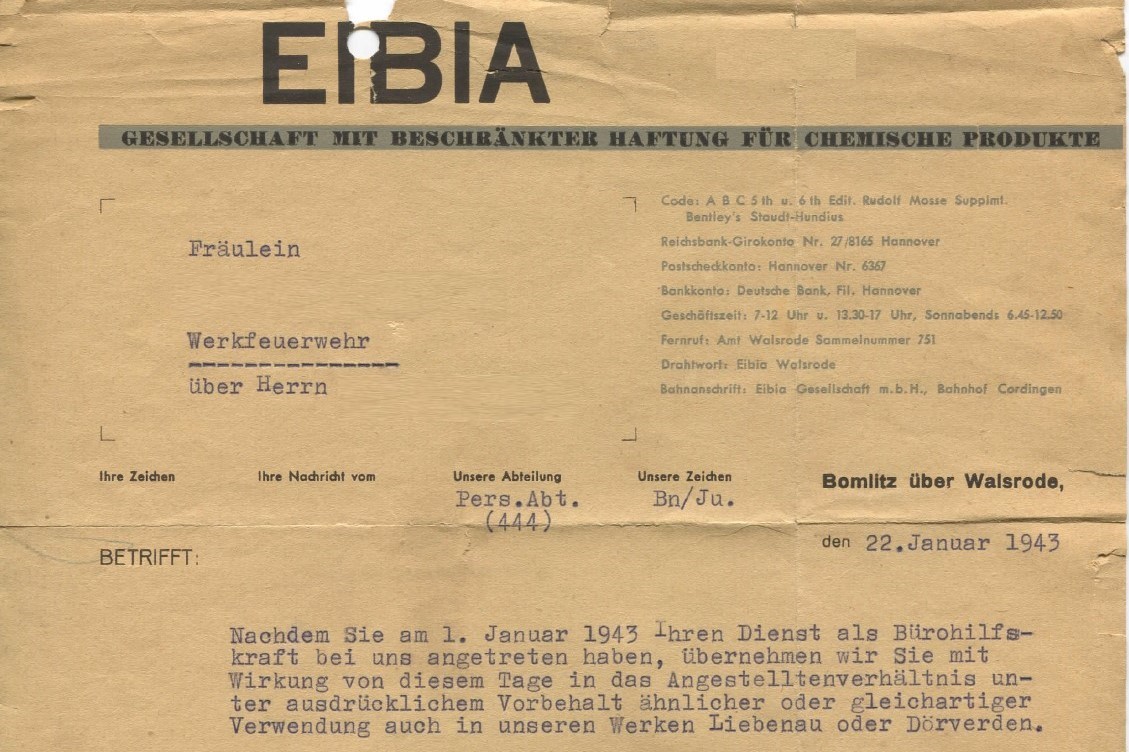 EIBIA
GESELLSCHAFT MIT BESCHRÄNKTER HAFTUNG FÜR CHEMISCHE PRODUKTE
Fräulein
Werkfeuerwehr
über Herrn
Code: A B C 5 th u. 6 th Edit. Rudolf Mosse Supplmt.
Bentley's Staudt-Hundius
Reichsbank-Girokonto Nr. 27/8165 Hannover
Postscheckkonto: Hannover Nr. 6367
Bankkonto: Deutsche Bank, Fil. Hannover
Geschäftszeit: 7-12 Uhr u. 13.30-17 Uhr, Sonnabends 6.45-12.50
Fernruf: Amt Walsrode Sammelnummer 751
Drahtwort: Eibia Walsrode
Bahnanschrift: Eibia Gesellschaft m.b.H., Bahnhof Cordingen
Ihre Zeichen Ihre Nachricht vom Unsere Abteilung Unsere Zeichen
Pers.Abt. Bn/Ju.
(444)
Bomlitz über Walsrode,
den 22.Januar 1943
BETRIFFT:
Nachdem Sie am 1. Januar 1943 Ihren Dienst als Bürohilfs-
kraft bei uns angetreten haben, übernehmen wir Sie mit
Wirkung von diesem Tage in das Angestelltenverhältnis un-
ter ausdrücklichem Vorbehalt ähnlicher oder gleichartiger
Verwendung auch in unseren Werken Liebenau oder Dörverden.